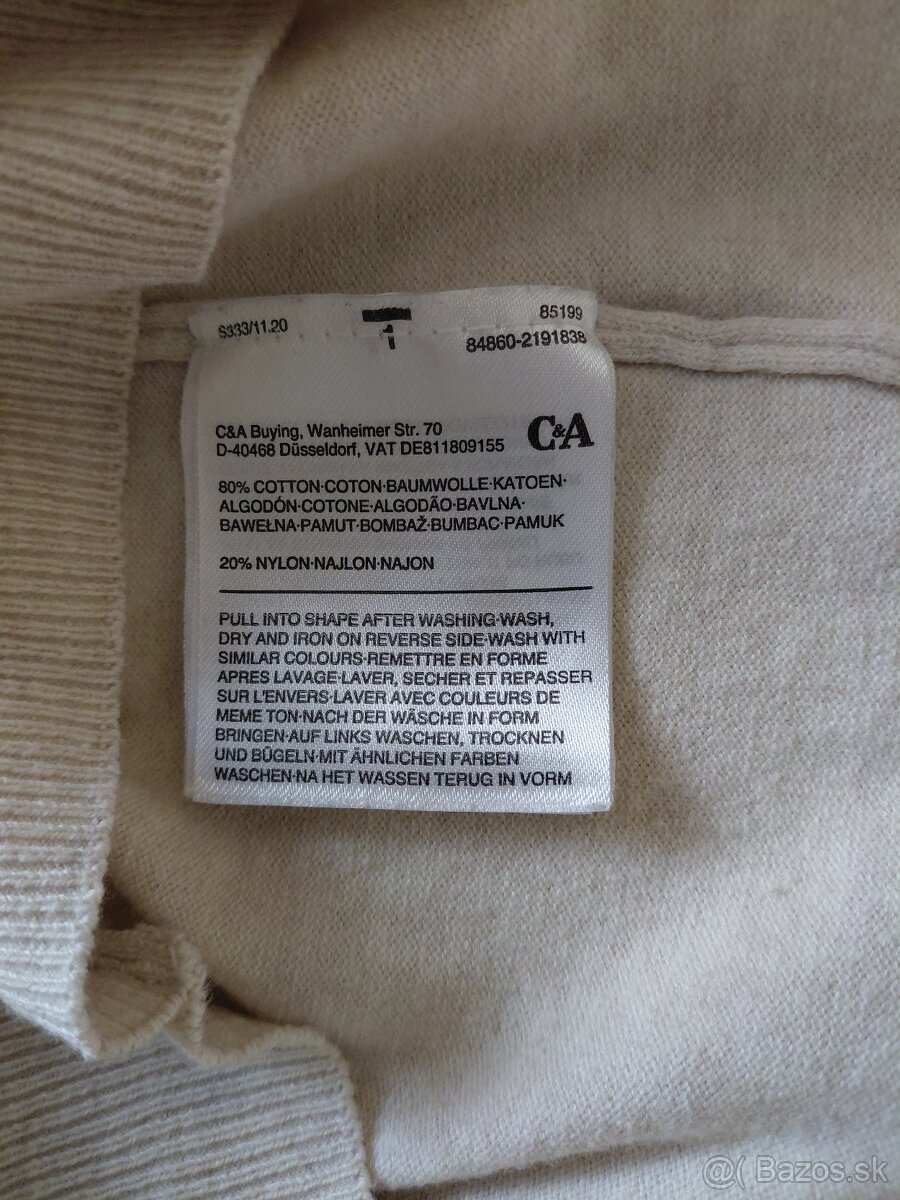 S333/11.20
1
85199
84860-2191838
C&A Buying, Wanheimer Str. 70
D-40468 Düsseldorf, VAT DE811809155
C&A
80% COTTON·COTON·BAUMWOLLE·KATOEN·
ALGODÓN·COTONE·ALGODÃO·BAVLNA·
BAWEŁNA·PAMUT·BOMBAŽ·BUMBAC·PAMUK
20% NYLON·NAJLON·NAJON
PULL INTO SHAPE AFTER WASHING·WASH,
DRY AND IRON ON REVERSE SIDE·WASH WITH
SIMILAR COLOURS·REMETTRE EN FORME
APRES LAVAGE·LAVER, SECHER ET REPASSER
SUR L'ENVERS·LAVER AVEC COULEURS DE
MEME TON·NACH DER WÄSCHE IN FORM
BRINGEN·AUF LINKS WASCHEN, TROCKNEN
UND BÜGELN·MIT ÄHNLICHEN FARBEN
WASCHEN·NA HET WASSEN TERUG IN VORM
@( Bazos.sk